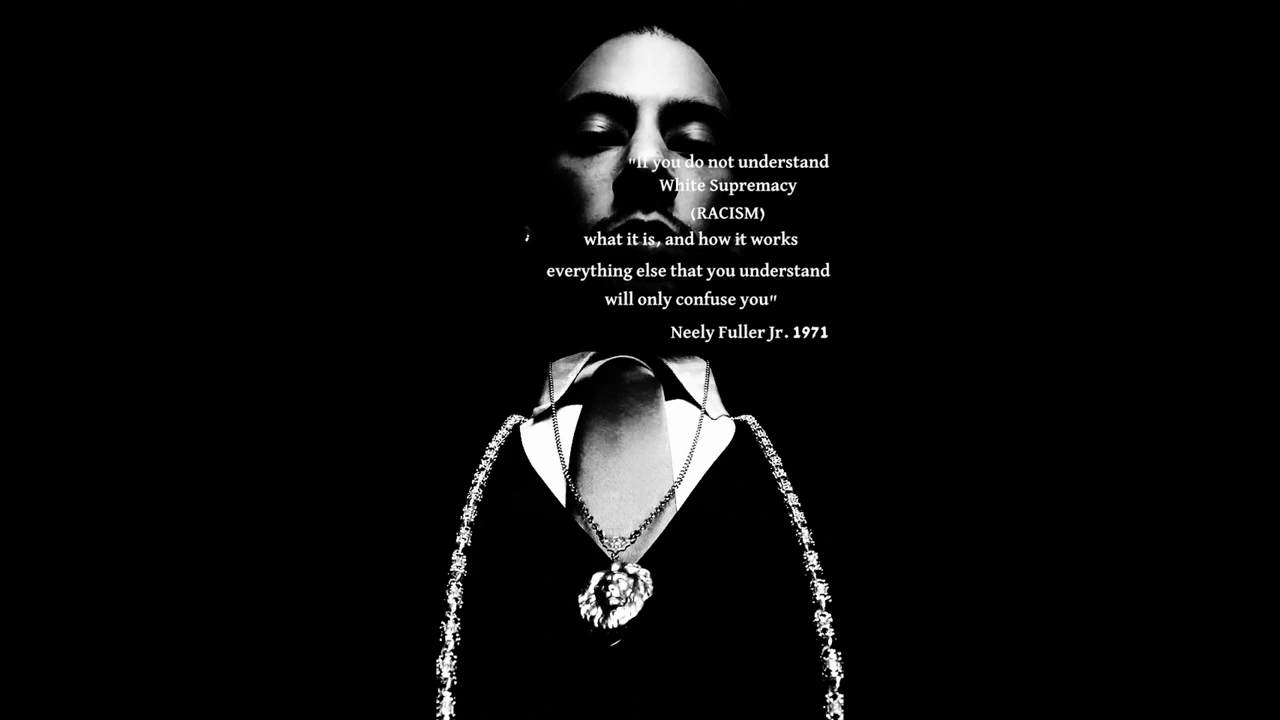 "If you do not understand
White Supremacy
(RACISM)
what it is, and how it works
everything else that you understand
will only confuse you"
Neely Fuller Jr. 1971